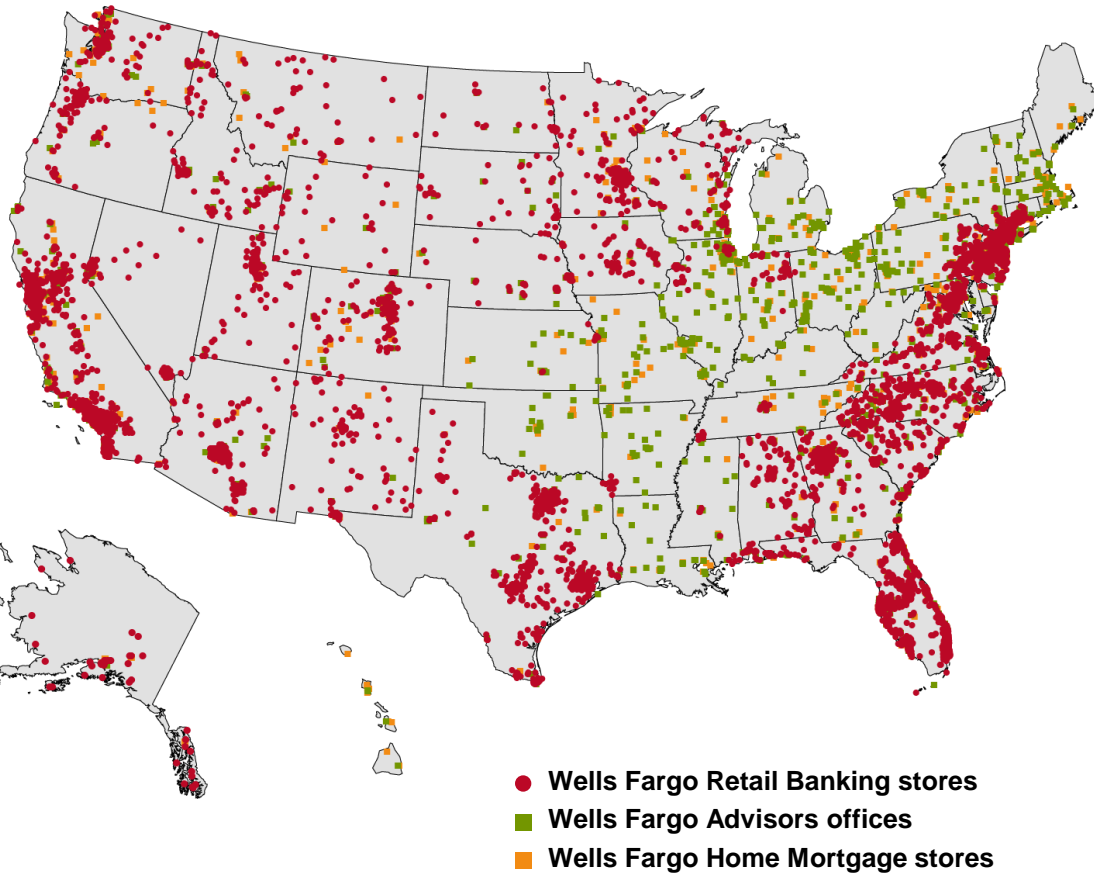 Wells Fargo Retail Banking stores
Wells Fargo Advisors offices
Wells Fargo Home Mortgage stores